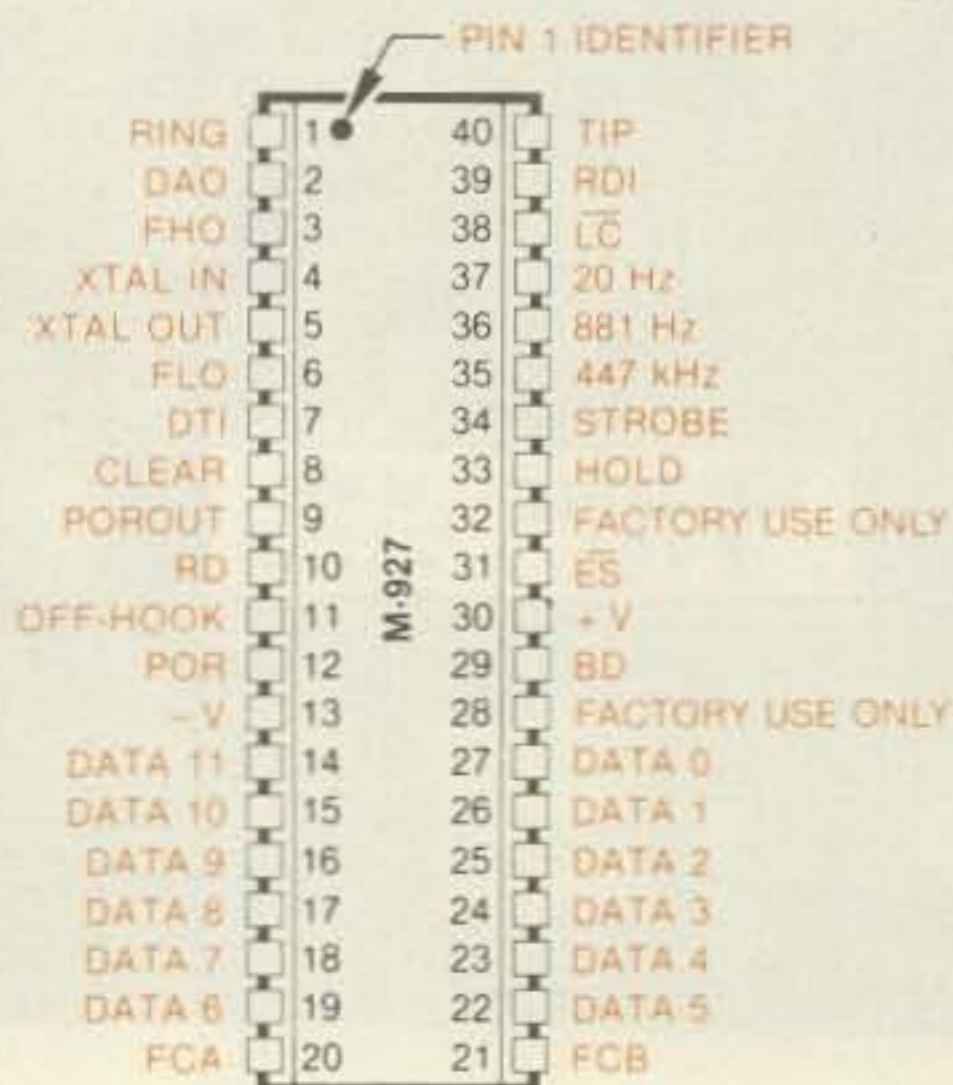 PIN 1 IDENTIFIER
RING 1 40 TIP
DAO 2 39 RDI
FHO 3 38 L̅C̅
XTAL IN 4 37 20 Hz
XTAL OUT 5 36 881 Hz
FLO 6 35 447 kHz
DTI 7 34 STROBE
CLEAR 8 33 HOLD
POROUT 9 32 FACTORY USE ONLY
RD 10 31 E̅S̅
OFF-HOOK 11 30 + V
POR 12 29 BD
– V 13 28 FACTORY USE ONLY
DATA 11 14 27 DATA 0
DATA 10 15 26 DATA 1
DATA 9 16 25 DATA 2
DATA 8 17 24 DATA 3
DATA 7 18 23 DATA 4
DATA 6 19 22 DATA 5
FCA 20 21 FCB
M-927